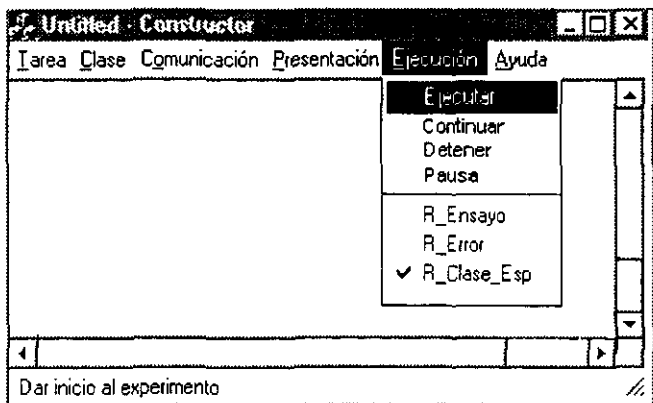 Untitled - Constructor
Tarea Clase Comunicación Presentación Ejecución Ayuda
Ejecutar
Continuar
Detener
Pausa
R_Ensayo
R_Error
✓ R_Clase_Esp
Dar inicio al experimento